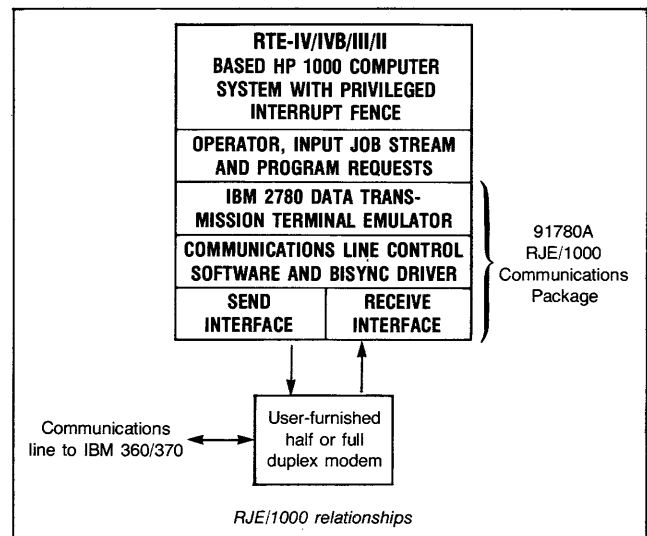 RTE-IV/IVB/III/II
BASED HP 1000 COMPUTER
SYSTEM WITH PRIVILEGED
INTERRUPT FENCE
OPERATOR, INPUT JOB STREAM
AND PROGRAM REQUESTS
IBM 2780 DATA TRANS-
MISSION TERMINAL EMULATOR
COMMUNICATIONS LINE CONTROL
SOFTWARE AND BISYNC DRIVER
SEND
INTERFACE
RECEIVE
INTERFACE
91780A
RJE/1000
Communications
Package
Communications
line to IBM 360/370
User-furnished
half or full
duplex modem
RJE/1000 relationships